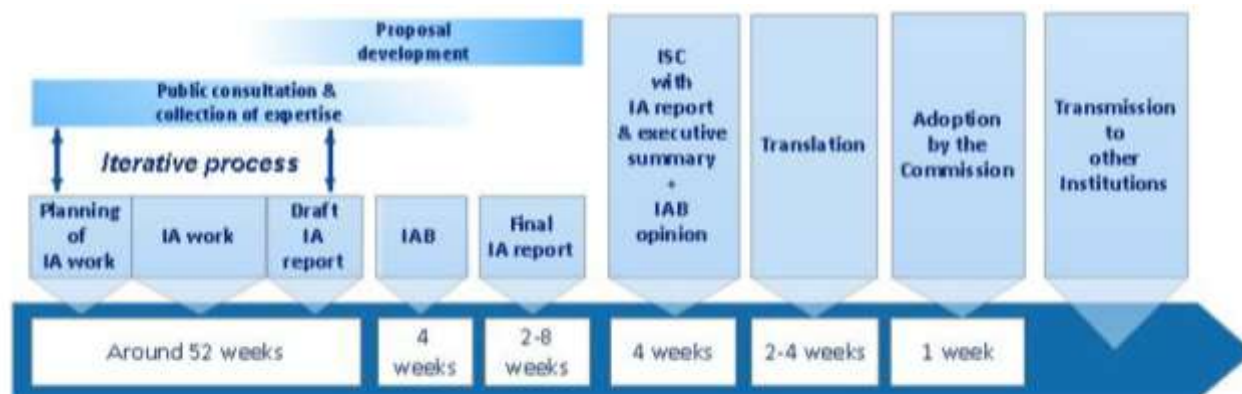 Proposal
development
Public consultation &
collection of expertise
Iterative process
Planning
of
IA work
IA work
Draft
IA
report
IAB
Final
IA report
ISC
with
IA report
& executive
summary
+
IAB
opinion
Translation
Adoption
by the
Commission
Transmission
to
other
Institutions
Around 52 weeks
4
weeks
2-8
weeks
4 weeks
2-4 weeks
1 week